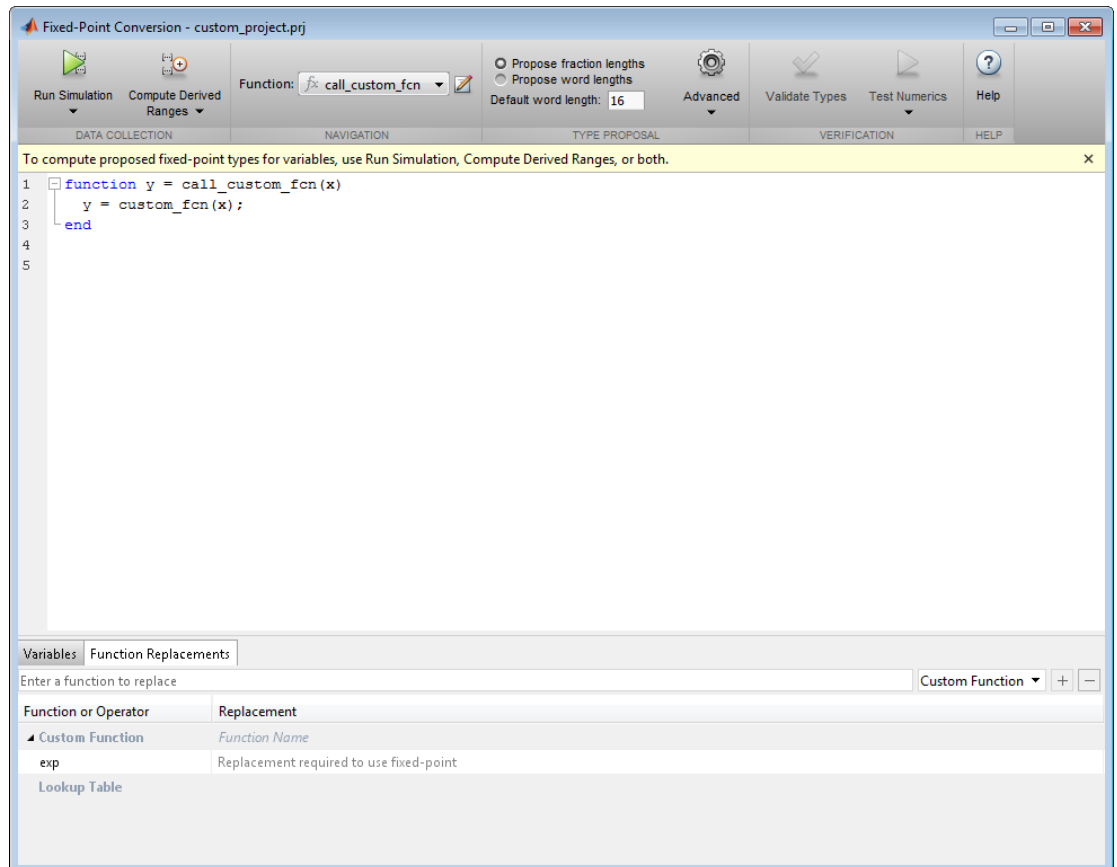 Fixed-Point Conversion - custom_project.prj
Run Simulation
Compute Derived
Ranges
Function: fx call_custom_fcn
Propose fraction lengths
Propose word lengths
Default word length: 16
Advanced
Validate Types
Test Numerics
Help
DATA COLLECTION
NAVIGATION
TYPE PROPOSAL
VERIFICATION
HELP
To compute proposed fixed-point types for variables, use Run Simulation, Compute Derived Ranges, or both.
1 function y = call_custom_fcn(x)
2 y = custom_fcn(x);
3 end
4
5
Variables Function Replacements
Enter a function to replace Custom Function
Function or Operator Replacement
Custom Function Function Name
exp Replacement required to use fixed-point
Lookup Table